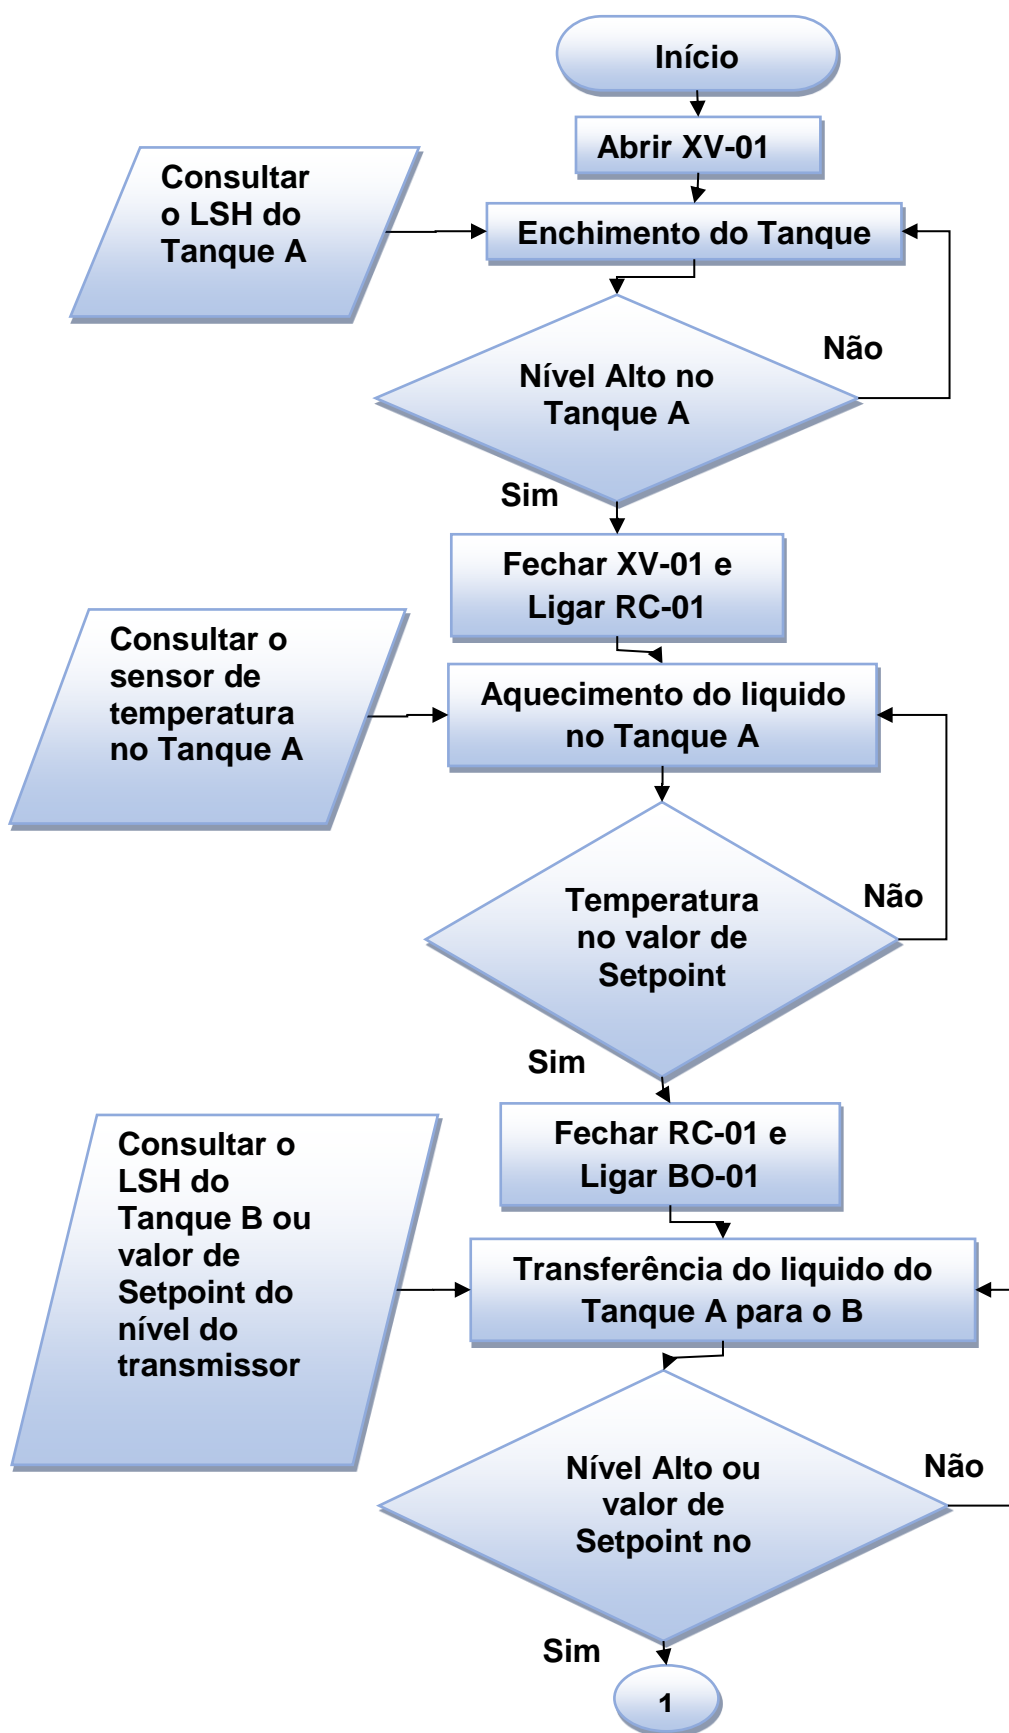 Início
Abrir XV-01
Consultar
o LSH do
Tanque A
Enchimento do Tanque
Não
Nível Alto no
Tanque A
Sim
Fechar XV-01 e
Ligar RC-01
Consultar o
sensor de
temperatura
no Tanque A
Aquecimento do liquido
no Tanque A
Temperatura
no valor de
Setpoint
Não
Sim
Fechar RC-01 e
Ligar BO-01
Consultar o
LSH do
Tanque B ou
valor de
Setpoint do
nível do
transmissor
Transferência do liquido do
Tanque A para o B
Nível Alto ou
valor de
Setpoint no
Não
Sim
1